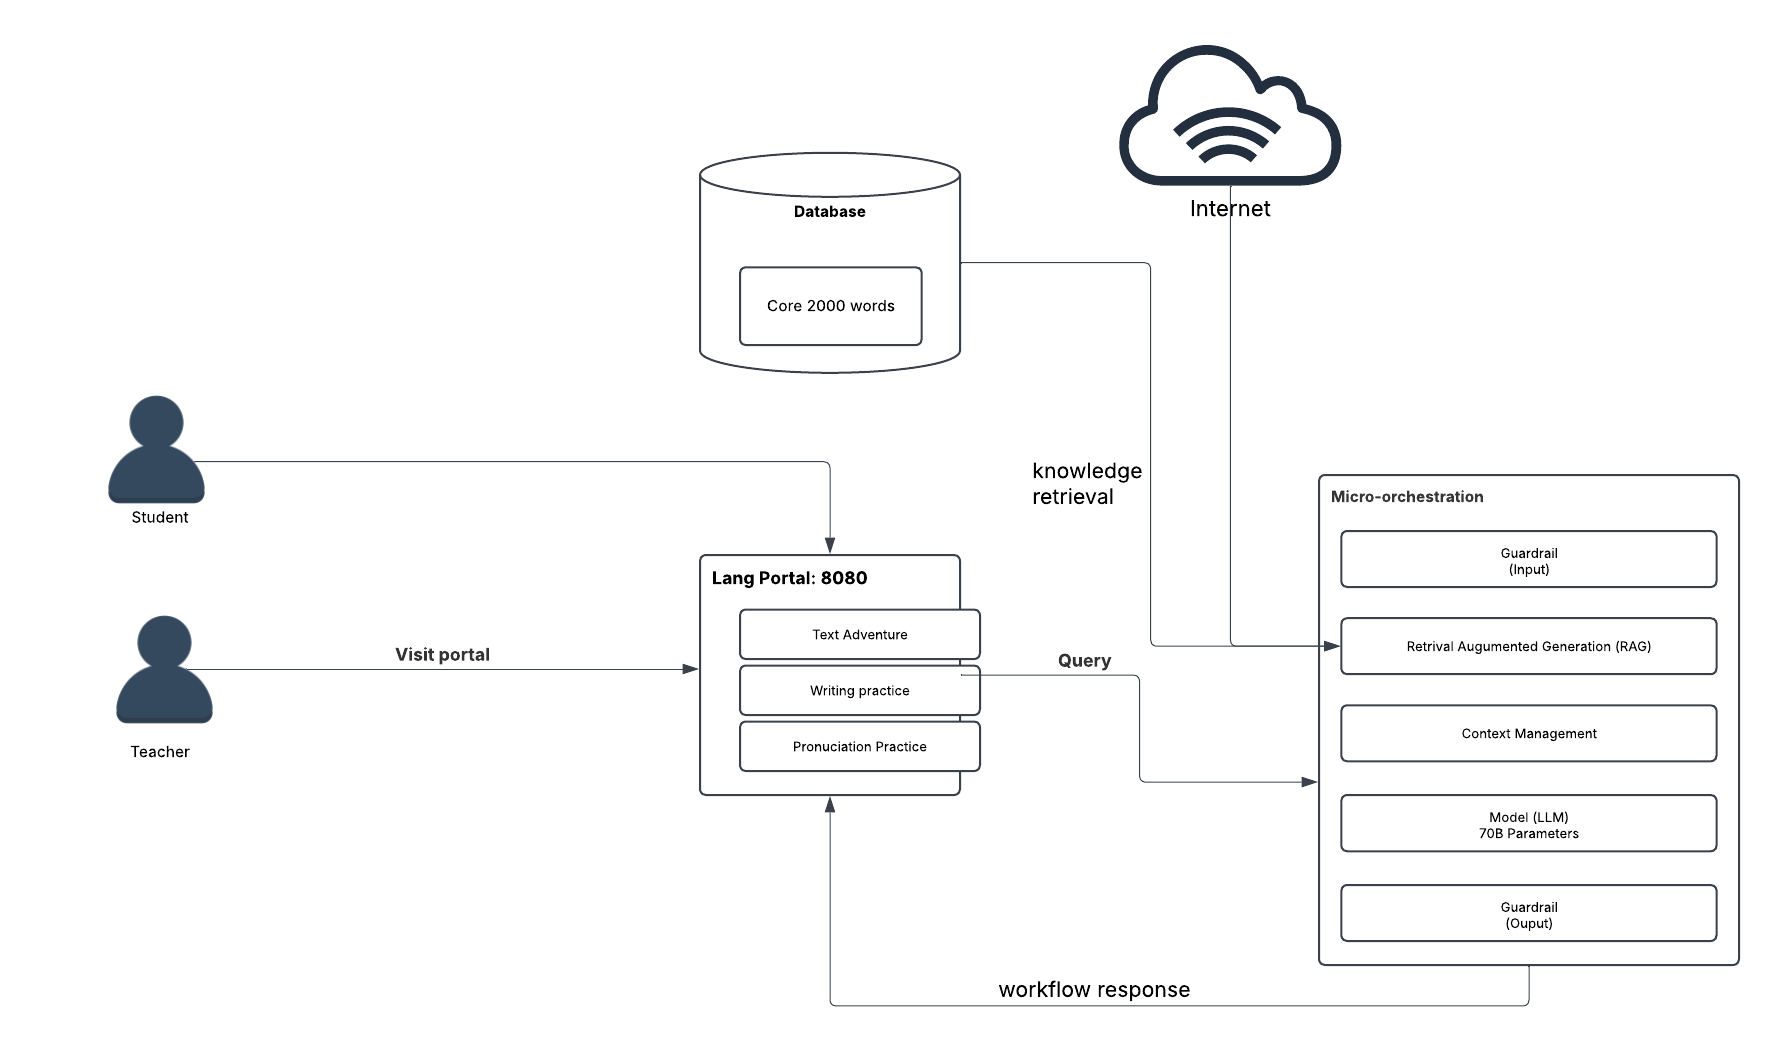 Internet
Database
Core 2000 words
knowledge
retrieval
Student
Teacher
Visit portal
Lang Portal: 8080
Text Adventure
Writing practice
Pronuciation Practice
Query
Micro-orchestration
Guardrail
(Input)
Retrival Augumented Generation (RAG)
Context Management
Model (LLM)
70B Parameters
Guardrail
(Ouput)
workflow response